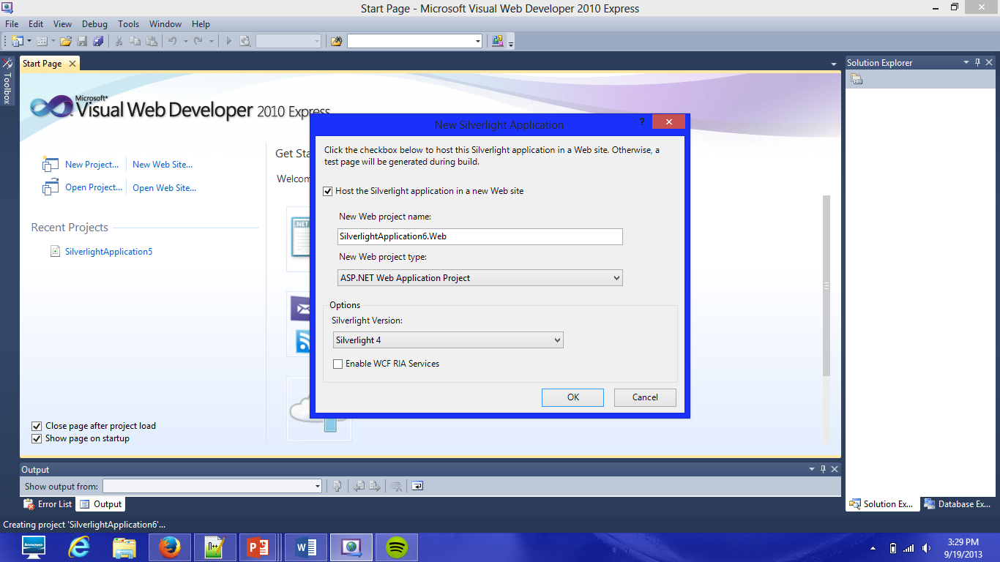 Start Page - Microsoft Visual Web Developer 2010 Express
File Edit View Debug Tools Window Help
Toolbox
Start Page
Solution Explorer
Microsoft®
Visual Web Developer 2010 Express
New Project...
New Web Site...
Open Project...
Open Web Site...
Recent Projects
SilverlightApplication5
Get Sta
Welcom
.NET
New Silverlight Application
?
Click the checkbox below to host this Silverlight application in a Web site. Otherwise, a
test page will be generated during build.
Host the Silverlight application in a new Web site
New Web project name:
SilverlightApplication6.Web
New Web project type:
ASP.NET Web Application Project
Options
Silverlight Version:
Silverlight 4
Enable WCF RIA Services
OK
Cancel
Close page after project load
Show page on startup
Output
Show output from:
Error List
Output
Solution Ex...
Database Ex...
Creating project 'SilverlightApplication6'...
lenovo
3:29 PM
9/19/2013